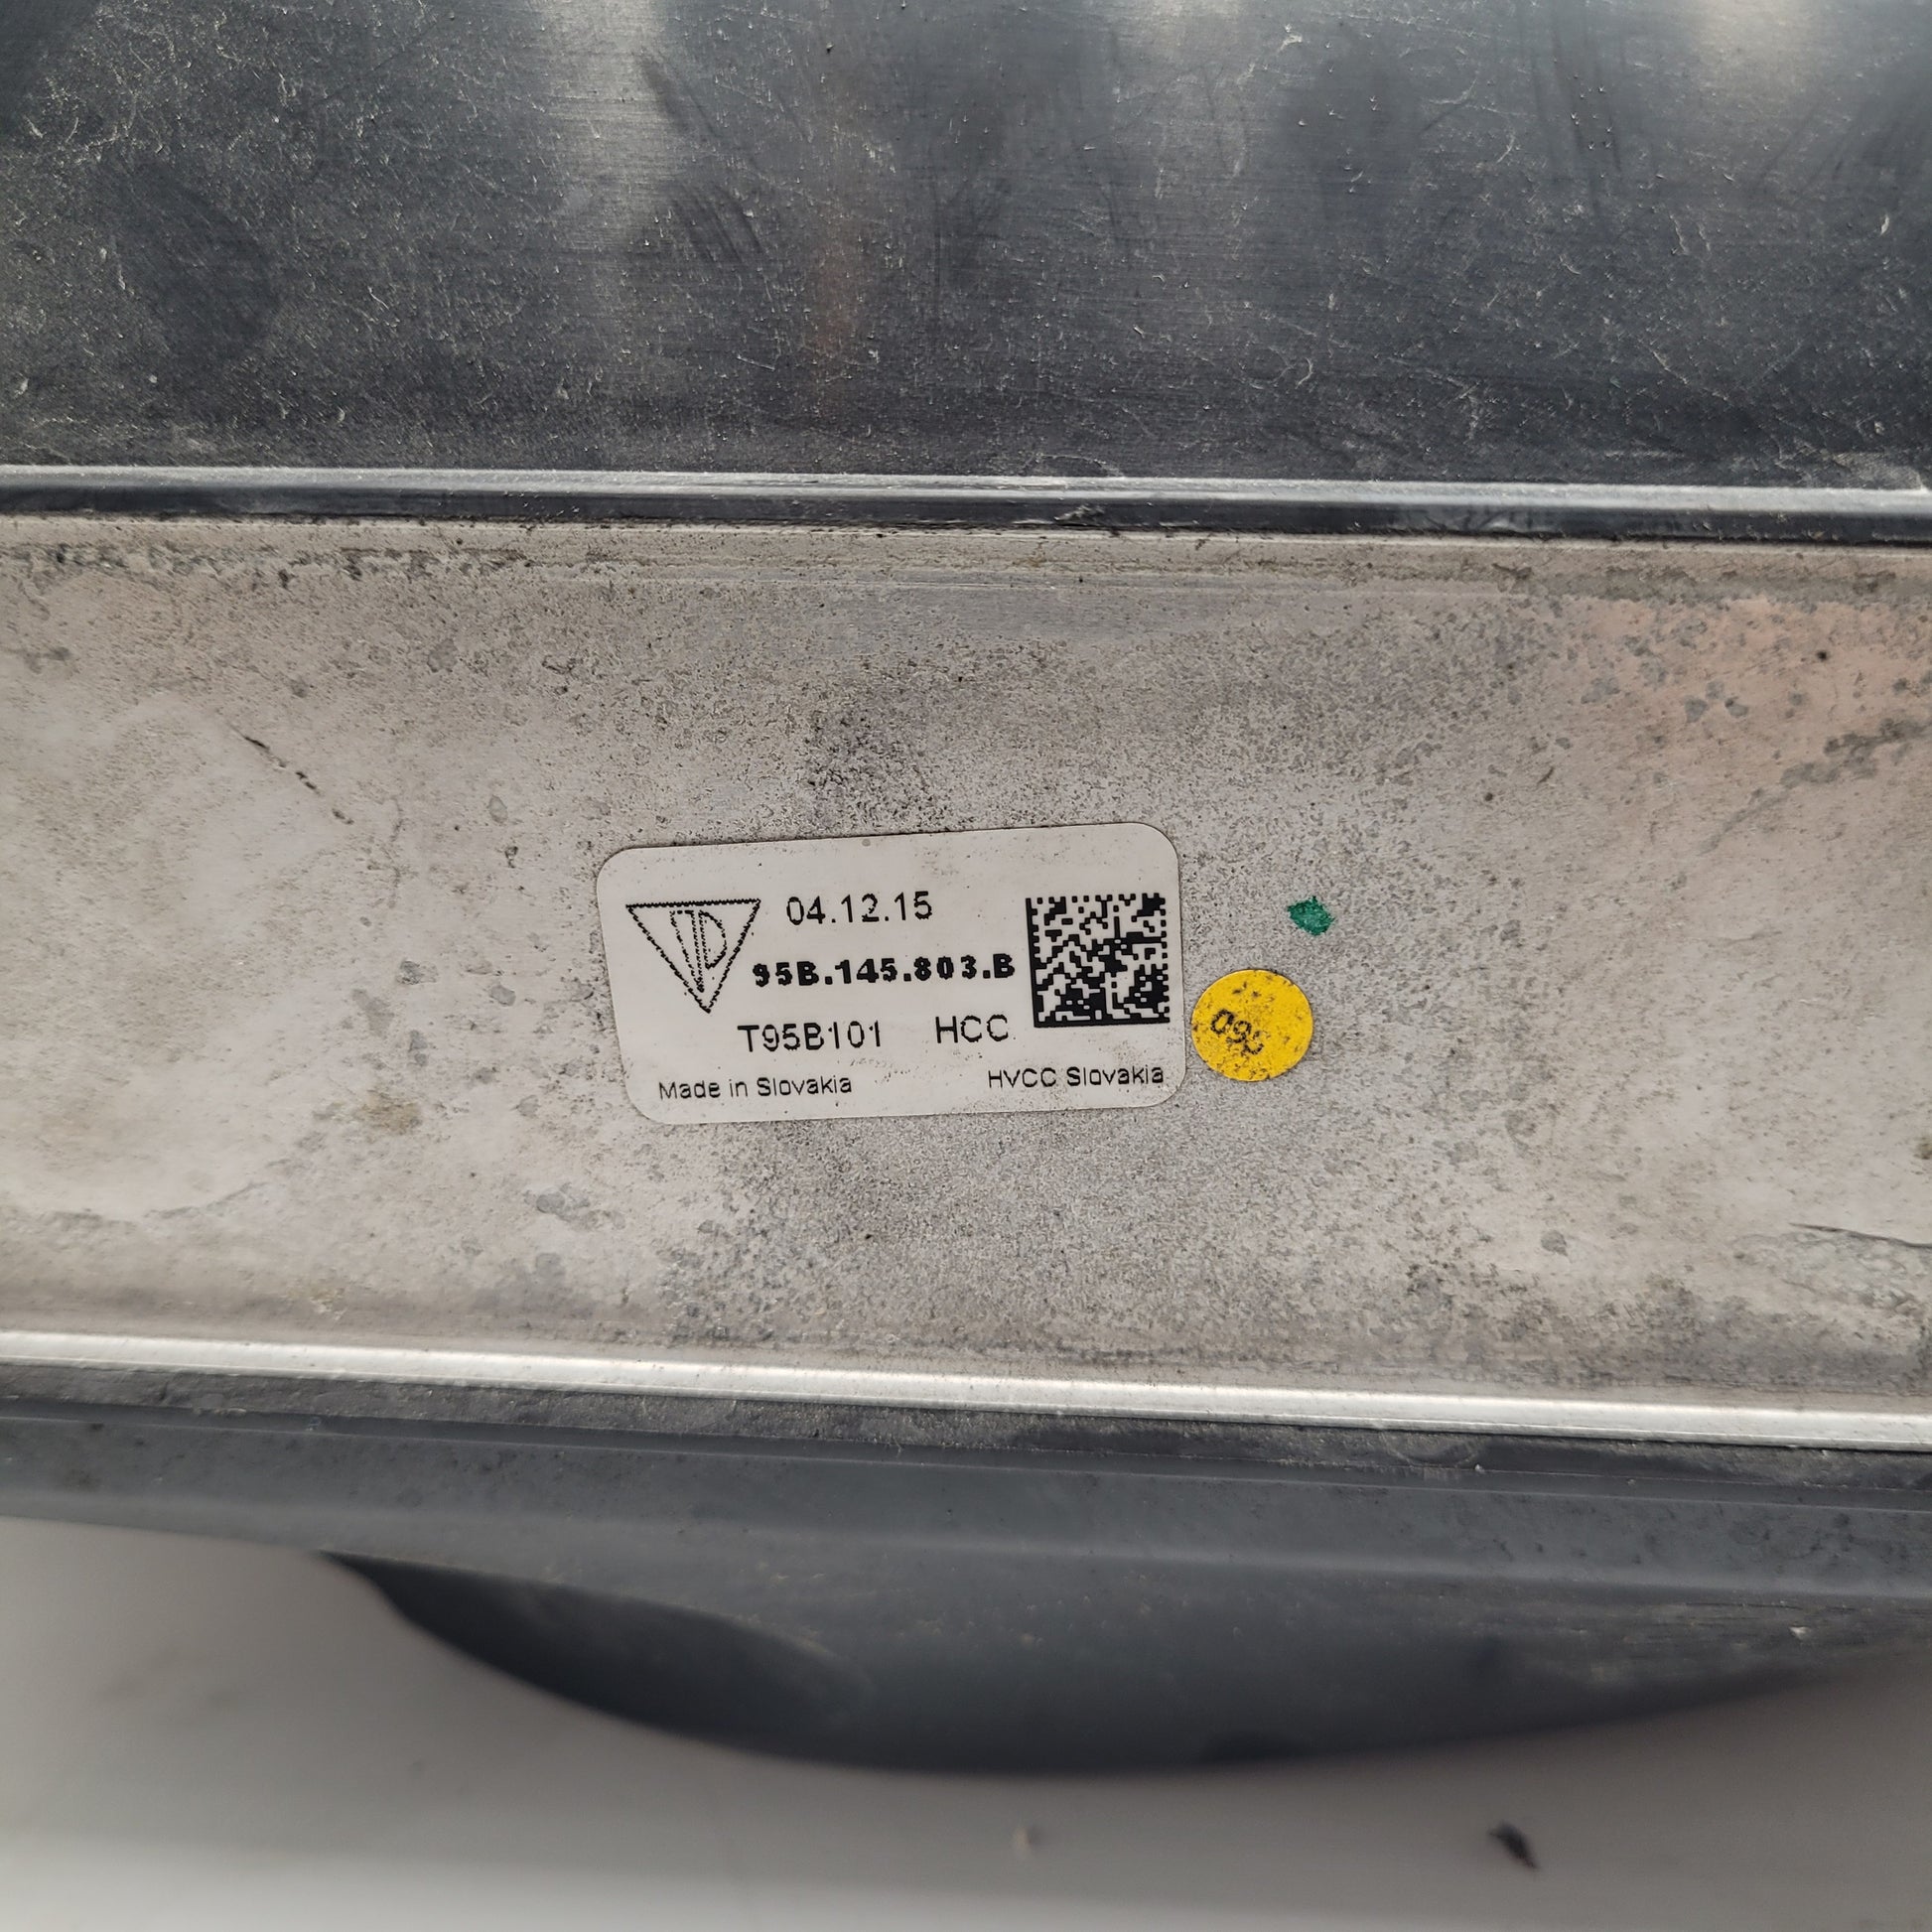 04.12.15
95B.145.803.B
T95B101 HCC
Made in Slovakia HVCC Slovakia